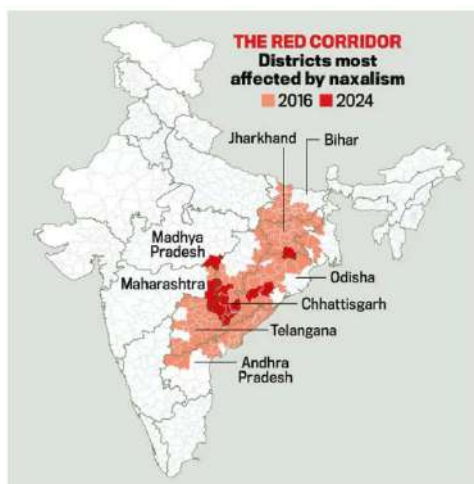 THE RED CORRIDOR
Districts most
affected by naxalism
2016 2024
Jharkhand
Bihar
Madhya
Pradesh
Maharashtra
Odisha
Chhattisgarh
Telangana
Andhra
Pradesh